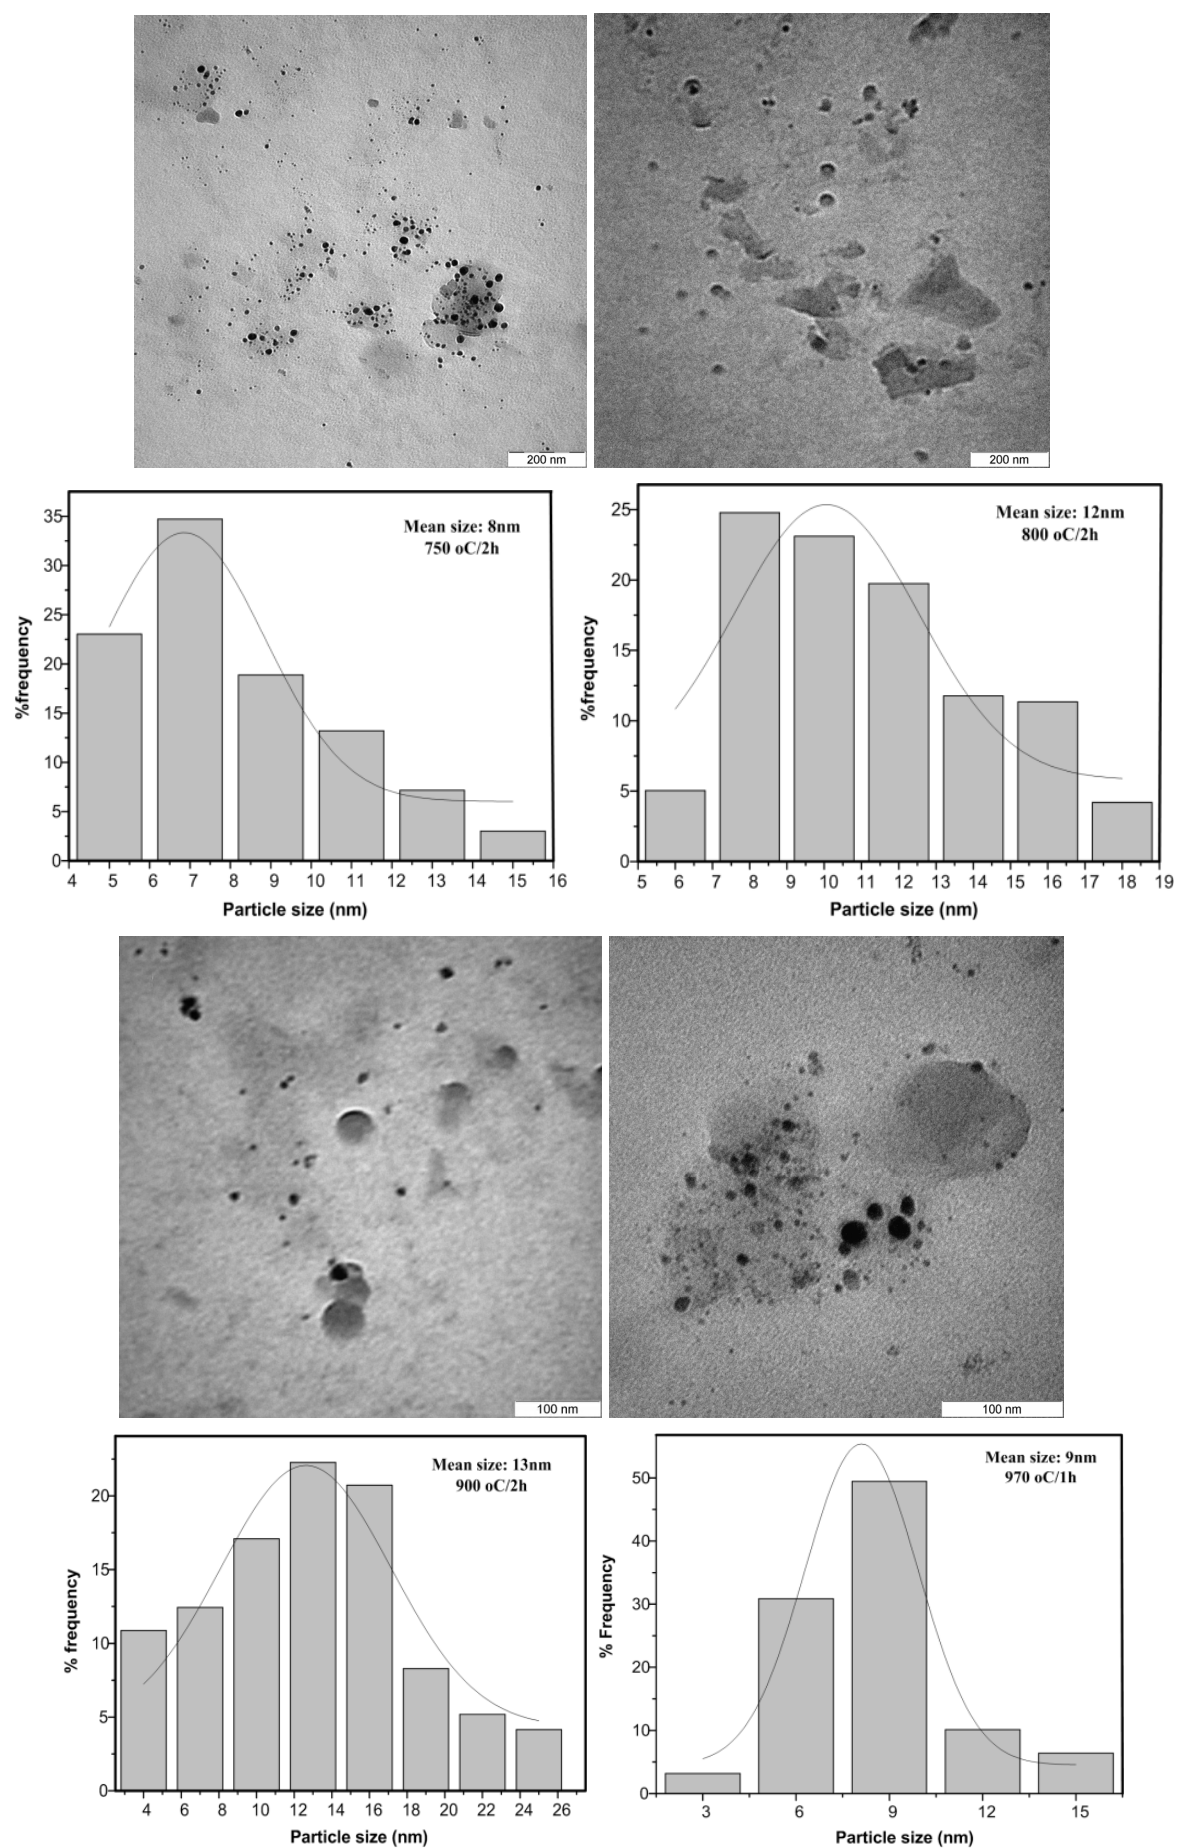 200 nm
200 nm
Mean size: 8nm
750 oC/2h
%frequency
35
30
25
20
15
10
5
0
4 5 6 7 8 9 10 11 12 13 14 15 16
Particle size (nm)
Mean size: 12nm
800 oC/2h
%frequency
25
20
15
10
5
0
5 6 7 8 9 10 11 12 13 14 15 16 17 18 19
Particle size (nm)
100 nm
100 nm
Mean size: 13nm
900 oC/2h
% frequency
20
15
10
5
0
4 6 8 10 12 14 16 18 20 22 24 26
Particle size (nm)
Mean size: 9nm
970 oC/1h
% Frequency
50
40
30
20
10
0
3 6 9 12 15
Particle size (nm)